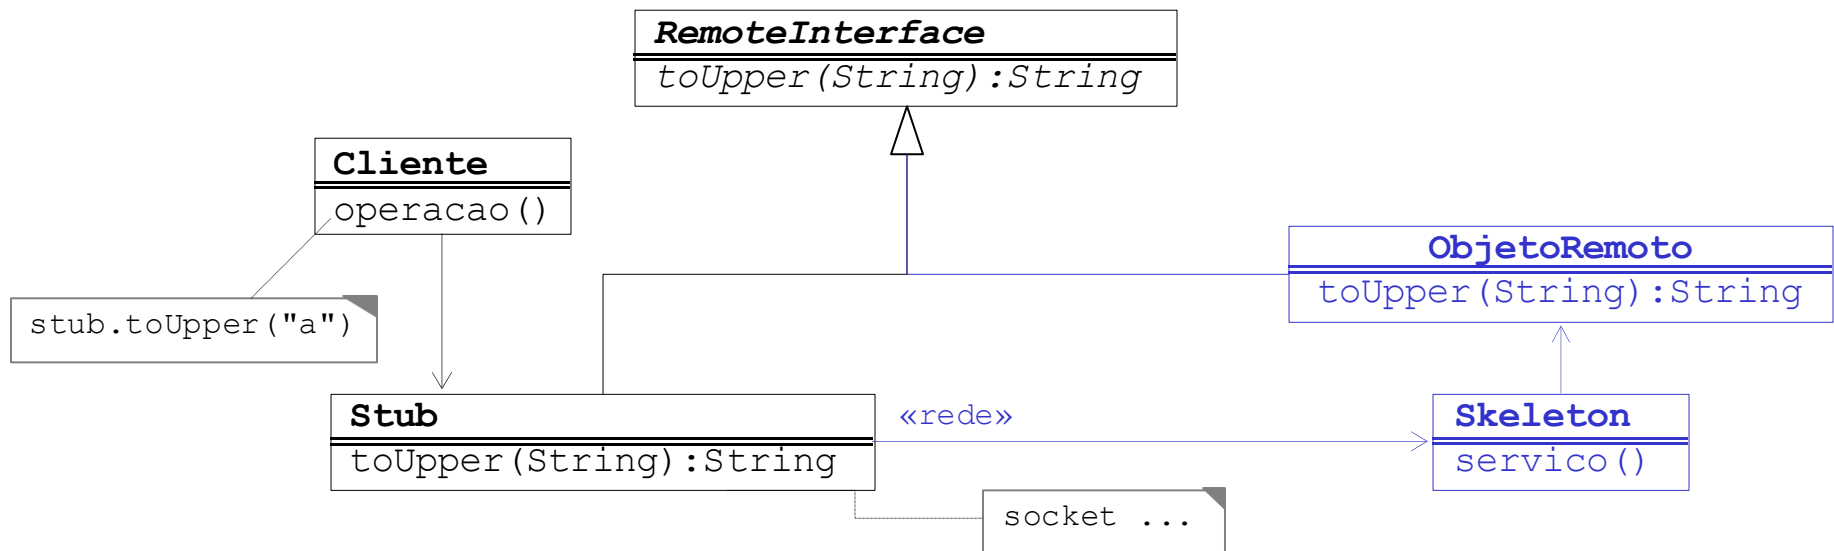 RemoteInterface
toUpper(String):String
Cliente
operacao()
ObjetoRemoto
toUpper(String):String
stub.toUpper("a")
Stub
toUpper(String):String
«rede»
Skeleton
servico()
socket ...